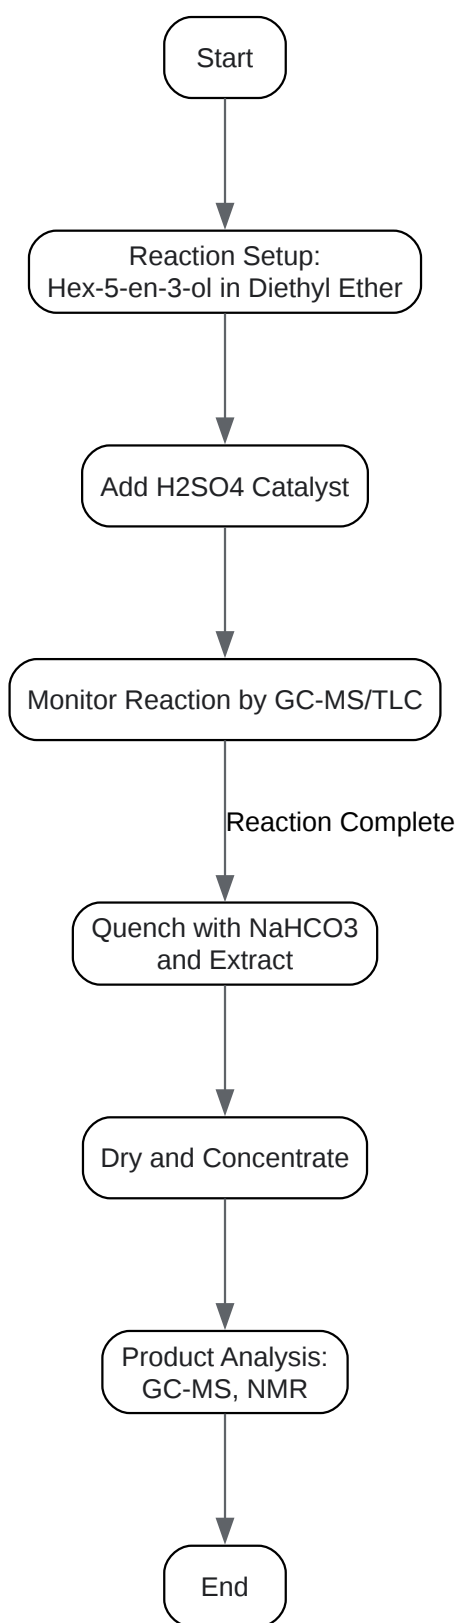 Start
Reaction Setup:
Hex-5-en-3-ol in Diethyl Ether
Add H2SO4 Catalyst
Monitor Reaction by GC-MS/TLC
Reaction Complete
Quench with NaHCO3
and Extract
Dry and Concentrate
Product Analysis:
GC-MS, NMR
End